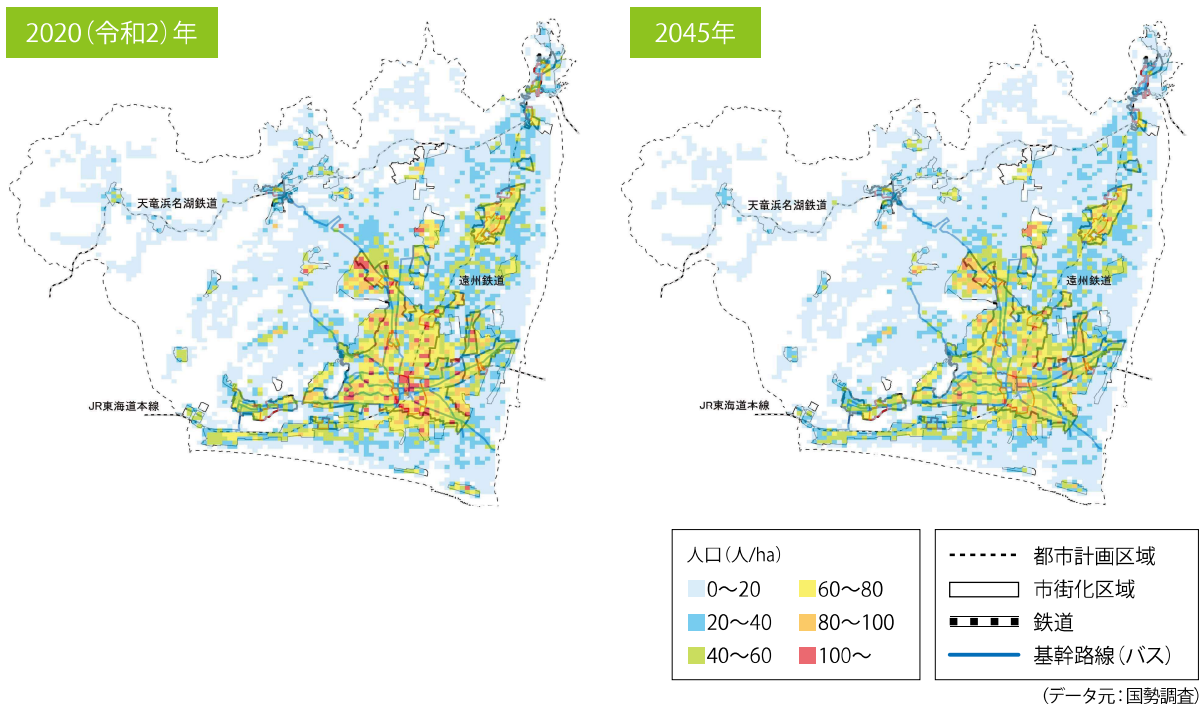 2020(令和2)年
2045年
天竜浜名湖鉄道
遠州鉄道
JR東海道本線
天竜浜名湖鉄道
遠州鉄道
JR東海道本線
人口(人/ha)
0～20
60～80
20～40
80～100
40～60
100～
都市計画区域
市街化区域
鉄道
基幹路線(バス)
(データ元:国勢調査)